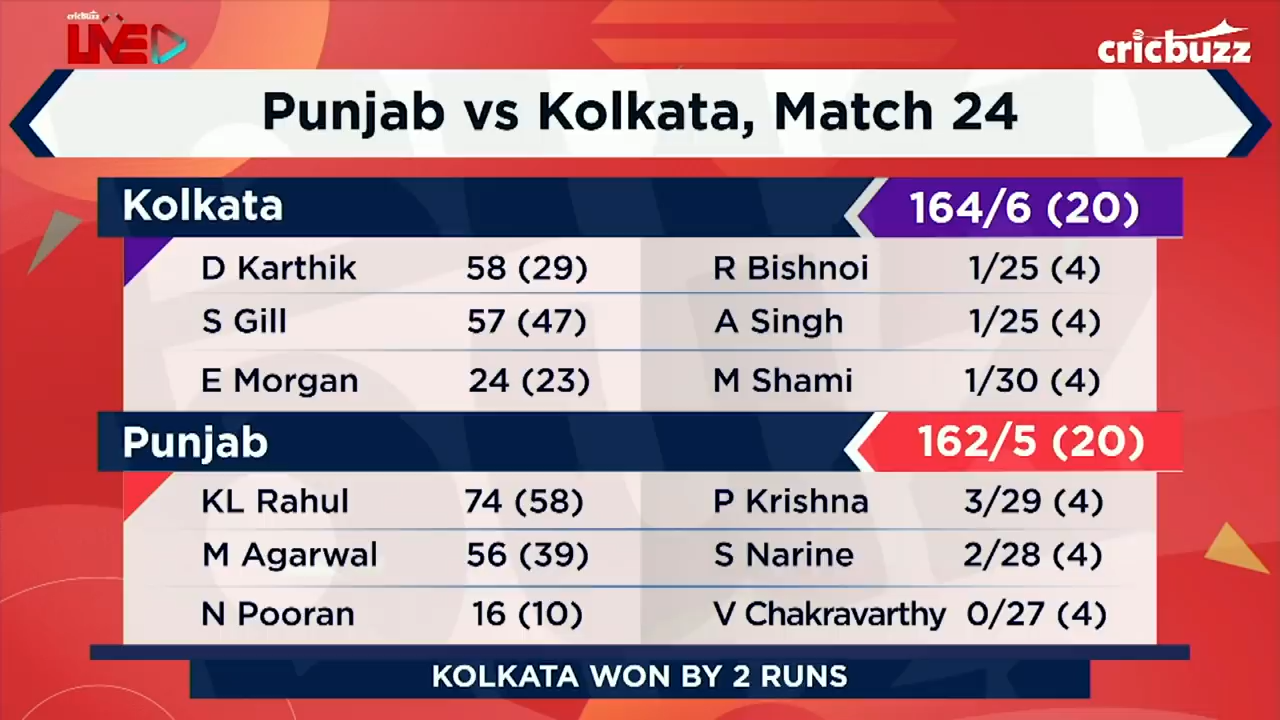 cricbuzz
LIVE
cricbuzz
Punjab vs Kolkata, Match 24
Kolkata 164/6 (20)
D Karthik 58 (29) R Bishnoi 1/25 (4)
S Gill 57 (47) A Singh 1/25 (4)
E Morgan 24 (23) M Shami 1/30 (4)
Punjab 162/5 (20)
KL Rahul 74 (58) P Krishna 3/29 (4)
M Agarwal 56 (39) S Narine 2/28 (4)
N Pooran 16 (10) V Chakravarthy 0/27 (4)
KOLKATA WON BY 2 RUNS